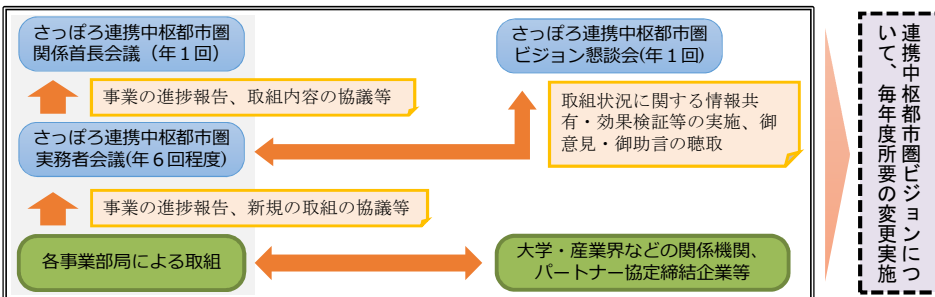 さっぽろ連携中枢都市圏
関係首長会議（年１回）
さっぽろ連携中枢都市圏
ビジョン懇談会(年１回)
事業の進捗報告、取組内容の協議等
取組状況に関する情報共
有・効果検証等の実施、御
意見・御助言の聴取
さっぽろ連携中枢都市圏
実務者会議(年６回程度)
事業の進捗報告、新規の取組の協議等
各事業部局による取組
大学・産業界などの関係機関、
パートナー協定締結企業等
連携中枢都市圏ビジョンにつ
いて、毎年度所要の変更実施